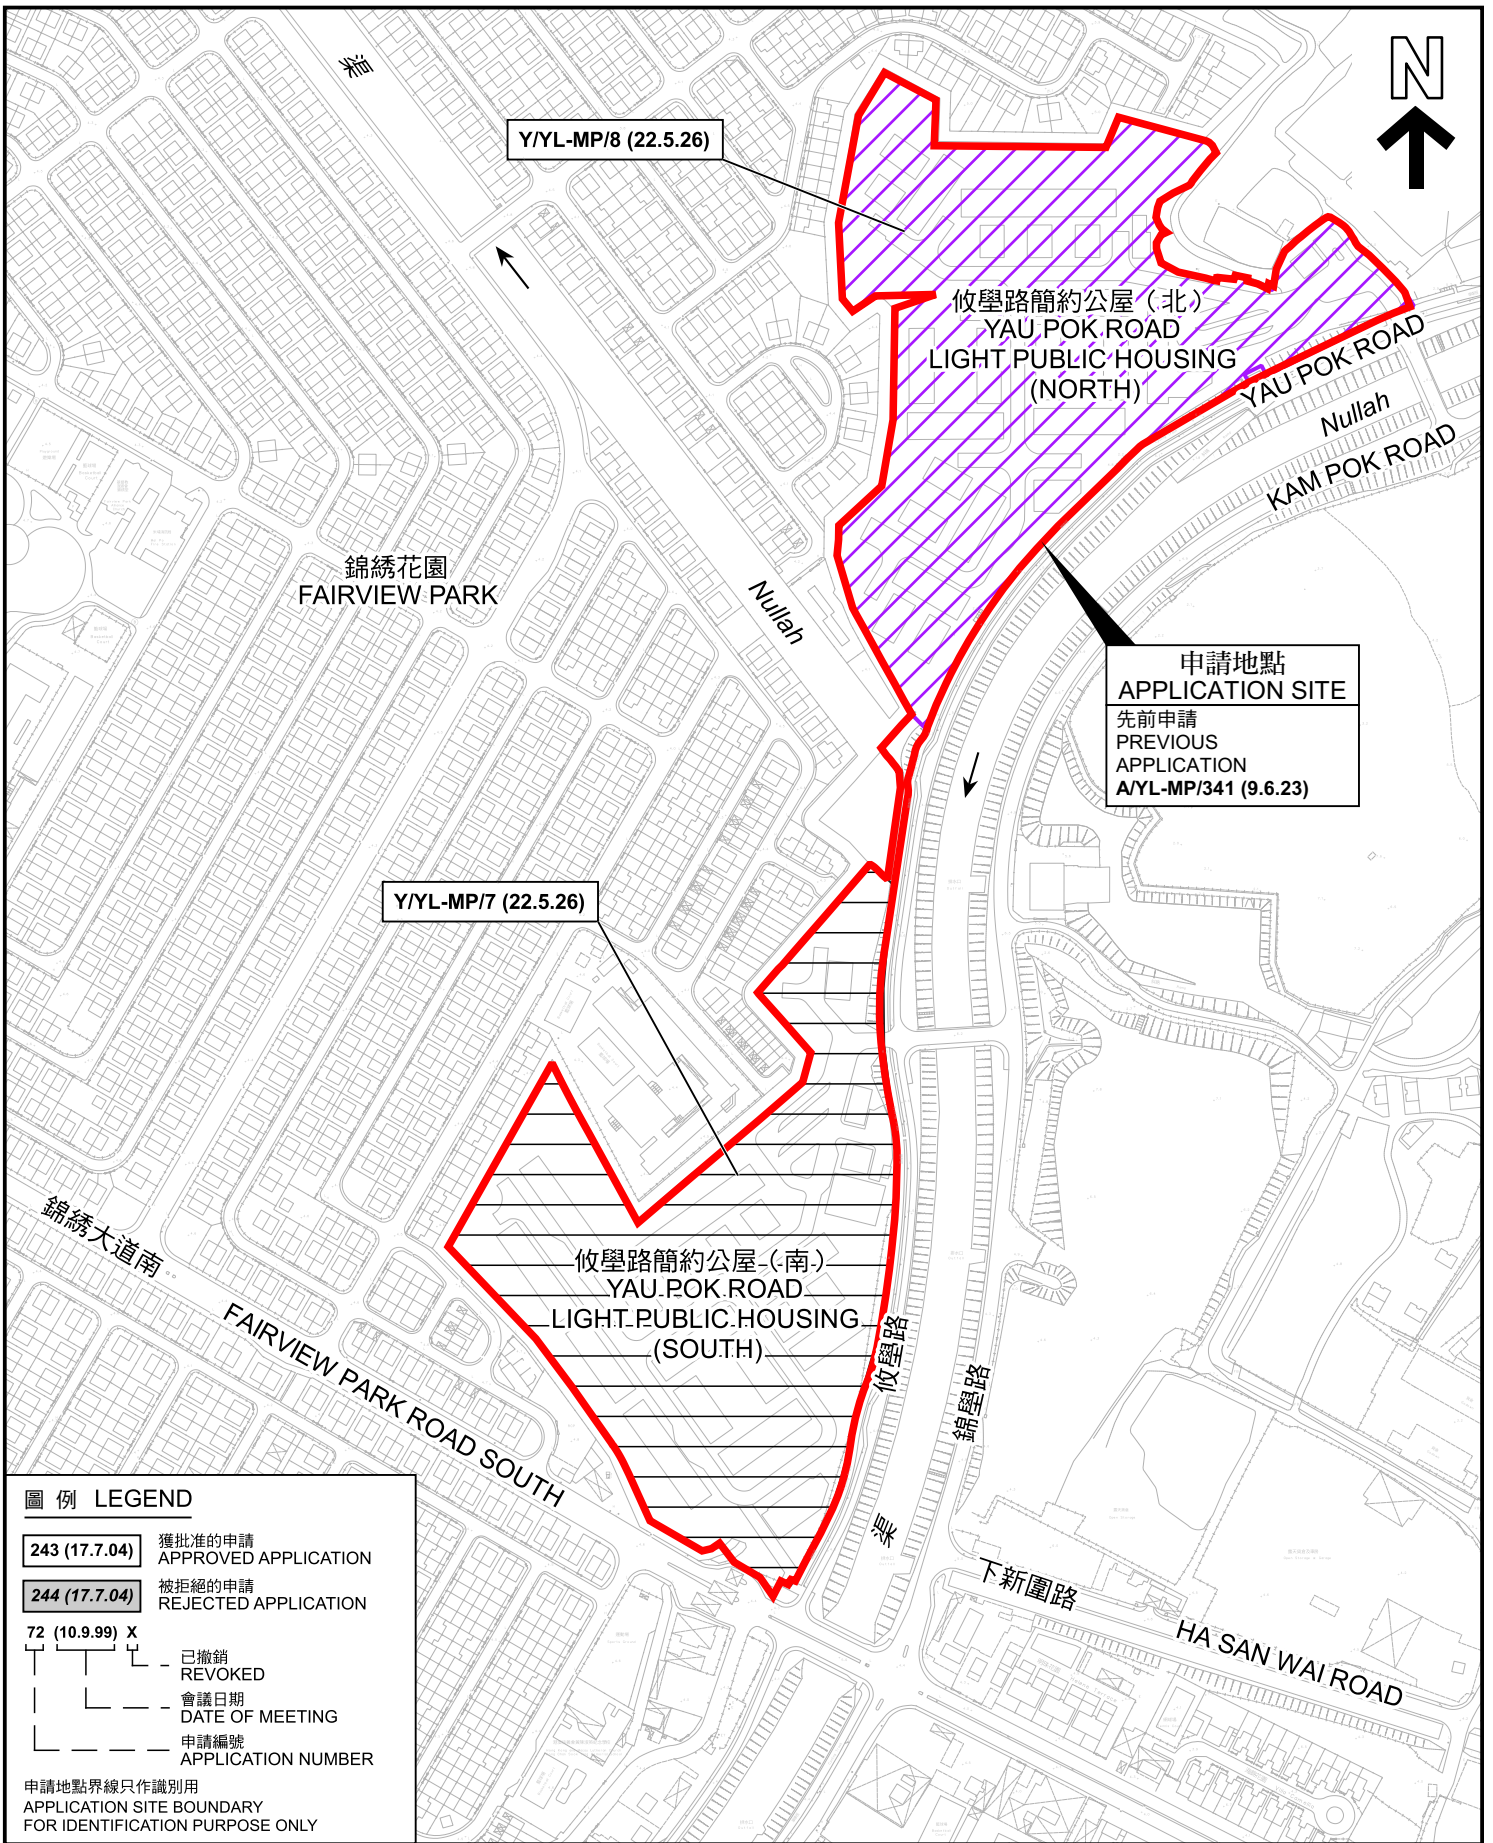 渠
N
Y/YL-MP/8 (22.5.26)
攸壆路簡約公屋（北）
YAU POK ROAD
LIGHT PUBLIC HOUSING
(NORTH)
YAU POK ROAD
Nullah
KAM POK ROAD
錦綉花園
FAIRVIEW PARK
Nullah
申請地點
APPLICATION SITE
先前申請
PREVIOUS
APPLICATION
A/YL-MP/341 (9.6.23)
Y/YL-MP/7 (22.5.26)
錦綉大道南
FAIRVIEW PARK ROAD SOUTH
攸壆路簡約公屋（南）
YAU POK ROAD
LIGHT PUBLIC HOUSING
(SOUTH)
攸壆路
錦壆路
渠
下新圍路
HA SAN WAI ROAD
圖 例 LEGEND
243 (17.7.04)
獲批准的申請
APPROVED APPLICATION
244 (17.7.04)
被拒絕的申請
REJECTED APPLICATION
72 (10.9.99) X
已撤銷
REVOKED
會議日期
DATE OF MEETING
申請編號
APPLICATION NUMBER
申請地點界線只作識別用
APPLICATION SITE BOUNDARY
FOR IDENTIFICATION PURPOSE ONLY